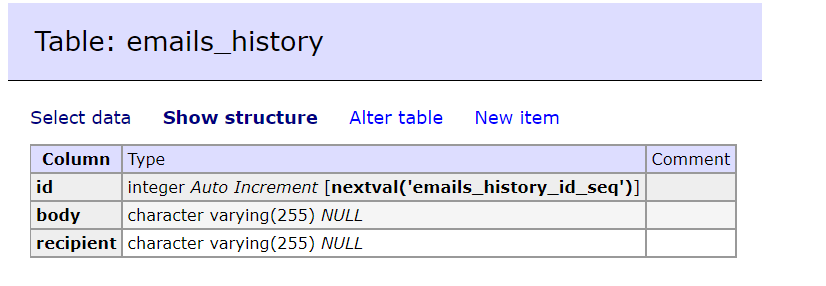 Table: emails_history
Select data Show structure Alter table New item
Column Type Comment
id integer Auto Increment [nextval('emails_history_id_seq')]
body character varying(255) NULL
recipient character varying(255) NULL